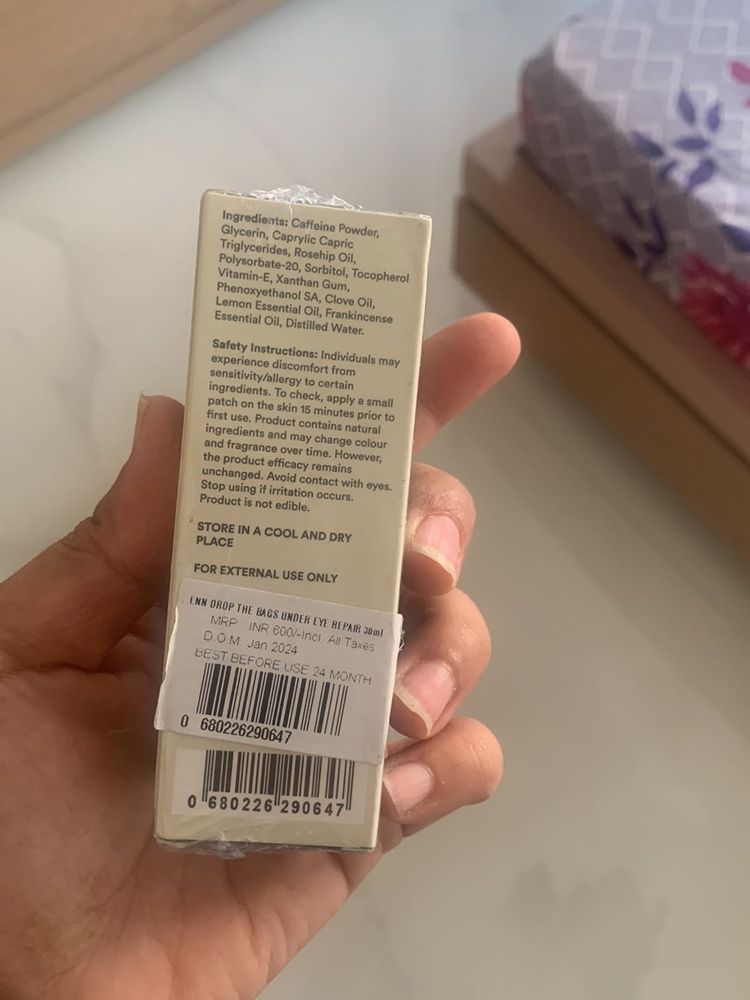 Ingredients: Caffeine Powder,
Glycerin, Caprylic Capric
Triglycerides, Rosehip Oil,
Polysorbate-20, Sorbitol, Tocopherol
Vitamin-E, Xanthan Gum,
Phenoxyethanol SA, Clove Oil,
Lemon Essential Oil, Frankincense
Essential Oil, Distilled Water.
Safety Instructions: Individuals may
experience discomfort from
sensitivity/allergy to certain
ingredients. To check, apply a small
patch on the skin 15 minutes prior to
first use. Product contains natural
ingredients and may change colour
and fragrance over time. However,
the product efficacy remains
unchanged. Avoid contact with eyes.
Stop using if irritation occurs.
Product is not edible.
STORE IN A COOL AND DRY
PLACE
FOR EXTERNAL USE ONLY
ENN DROP THE BAGS UNDER EYE REPAIR 30ml
MRP INR 600/-Incl All Taxes
D.O.M: Jan 2024
BEST BEFORE USE 24 MONTH
0 680226290647
0 680226 290647